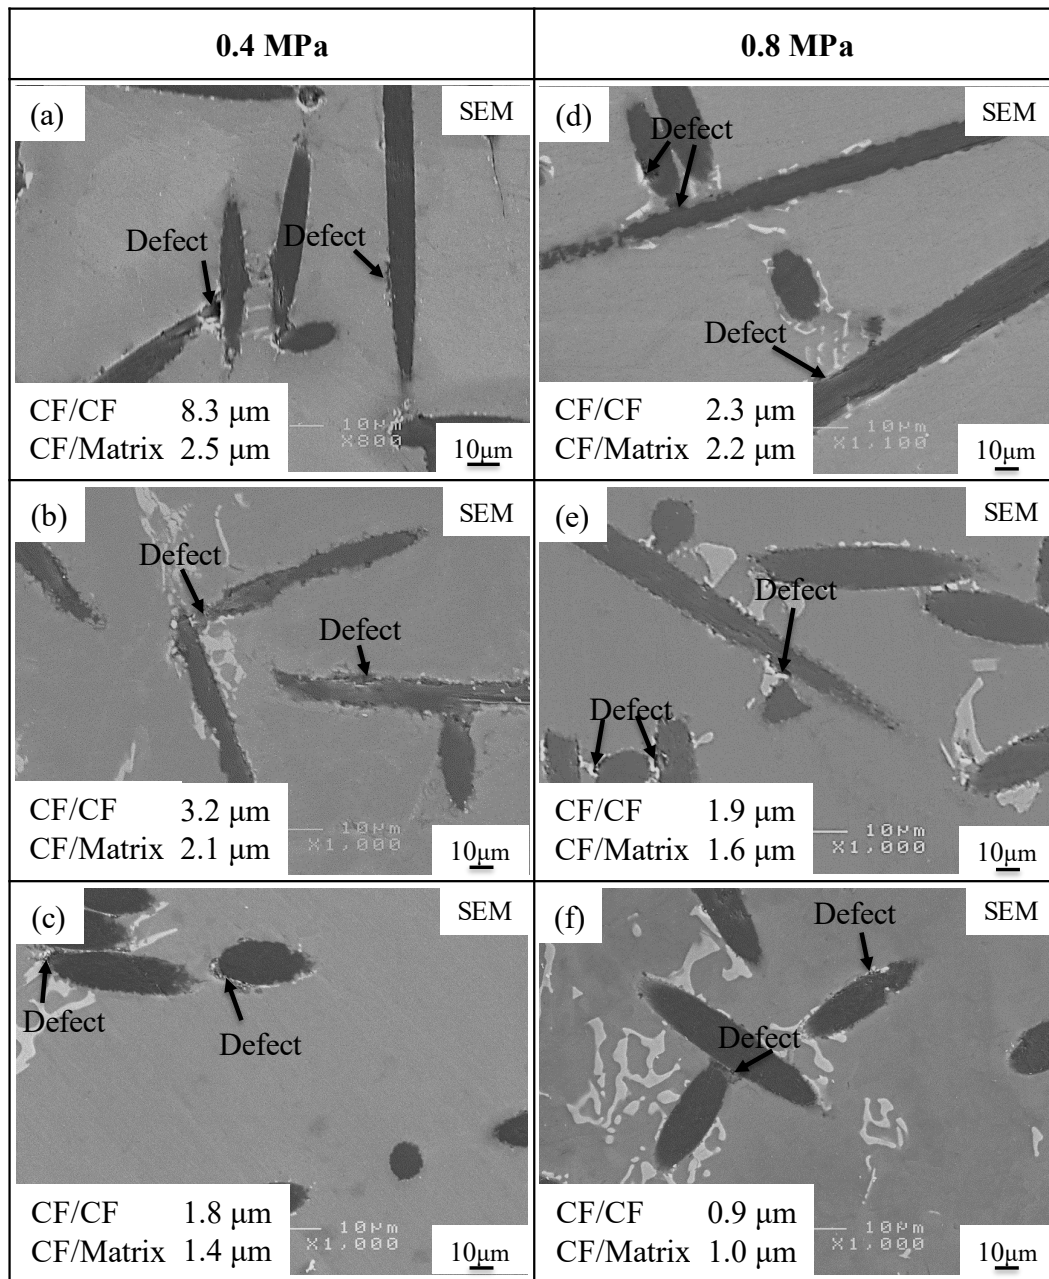 0.4 MPa
0.8 MPa
(a)
SEM
Defect
Defect
CF/CF 8.3 μm
CF/Matrix 2.5 μm
10μm
X800
10μm
(d)
SEM
Defect
Defect
CF/CF 2.3 μm
CF/Matrix 2.2 μm
10μm
X1,100
10μm
(b)
SEM
Defect
Defect
CF/CF 3.2 μm
CF/Matrix 2.1 μm
10μm
X1,000
10μm
(e)
SEM
Defect
Defect
CF/CF 1.9 μm
CF/Matrix 1.6 μm
10μm
X1,000
10μm
(c)
SEM
Defect
Defect
CF/CF 1.8 μm
CF/Matrix 1.4 μm
10μm
X1,000
10μm
(f)
SEM
Defect
Defect
CF/CF 0.9 μm
CF/Matrix 1.0 μm
10μm
X1,000
10μm